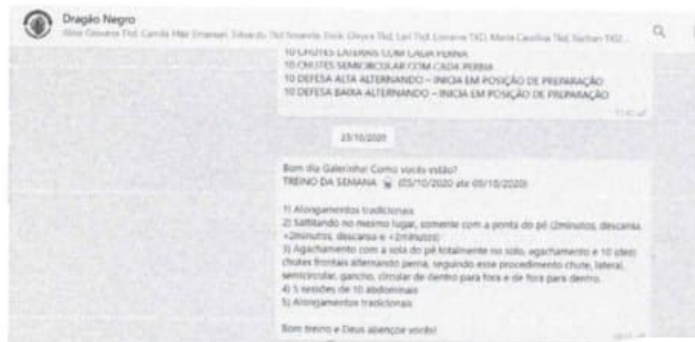 Dragão Negro
10 CHUTES LATERAIS COM CADA PERNA
10 CHUTES SEMICIRCULAR COM CADA PERNA
10 DEFESA ALTA ALTERNANDO – INICIA EM POSIÇÃO DE PREPARAÇÃO
10 DEFESA BAIXA ALTERNANDO – INICIA EM POSIÇÃO DE PREPARAÇÃO
23/10/2020
Bom dia Galerinha! Como vocês estão?
TREINO DA SEMANA (05/10/2020 até 09/10/2020)
1) Alongamentos tradicionais
2) Saltitando no mesmo lugar, somente com a ponta do pé (2minutos, descansa
+2minutos, descansa e +2minutos)
3) Agachamento com a sola do pé totalmente no solo, agachamento e 10 (dez)
chutes frontais alternando perna, seguindo esse procedimento chute, lateral,
semicircular, gancho, circular de dentro para fora e de fora para dentro.
4) 5 sessões de 10 abdominais
5) Alongamentos tradicionais
Bom treino e Deus abençoe vocês!